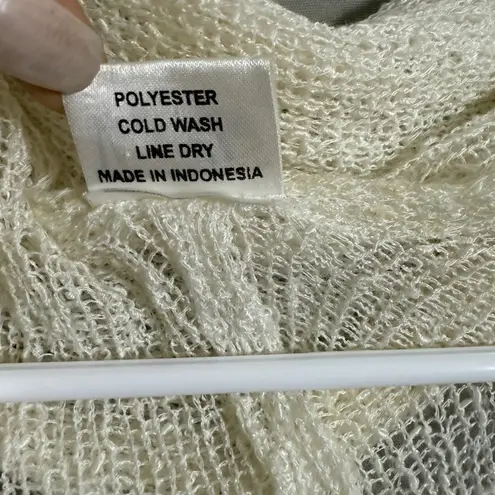 POLYESTER
COLD WASH
LINE DRY
MADE IN INDONESIA